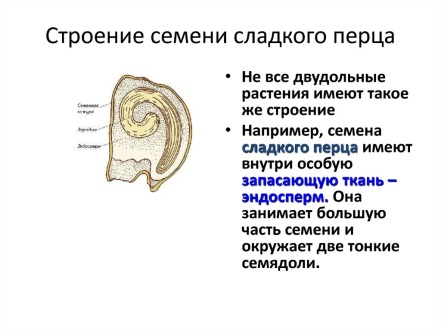 Строение семени сладкого перца
Семенная
кожура
Зародыш
Эндосперм
• Не все двудольные
растения имеют такое
же строение
• Например, семена
сладкого перца имеют
внутри особую
запасающую ткань –
эндосперм. Она
занимает большую
часть семени и
окружает две тонкие
семядоли.